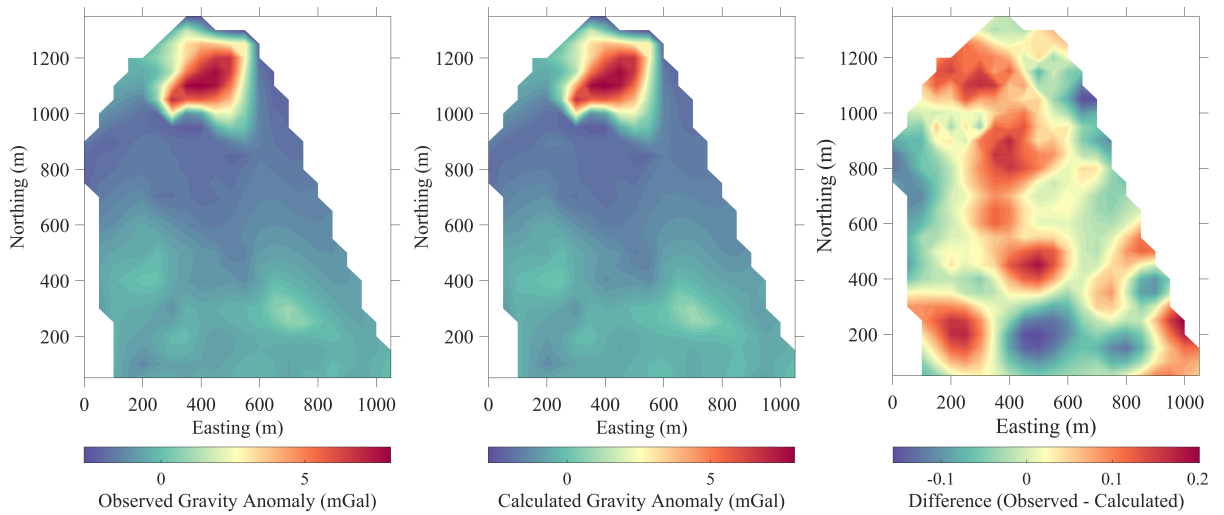 1200
1000
800
600
400
200
Northing (m)
0 200 400 600 800 1000
Easting (m)
0 5
Observed Gravity Anomaly (mGal)
1200
1000
800
600
400
200
Northing (m)
0 200 400 600 800 1000
Easting (m)
0 5
Calculated Gravity Anomaly (mGal)
1200
1000
800
600
400
200
Northing (m)
0 200 400 600 800 1000
Easting (m)
-0.1 0 0.1 0.2
Difference (Observed - Calculated)